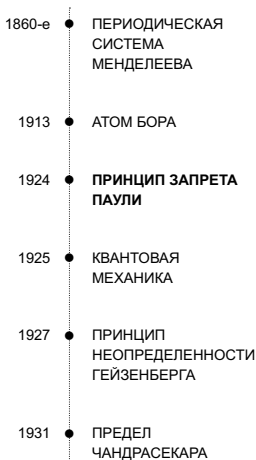 1860-е ПЕРИОДИЧЕСКАЯ
СИСТЕМА
МЕНДЕЛЕЕВА
1913 АТОМ БОРА
1924 ПРИНЦИП ЗАПРЕТА
ПАУЛИ
1925 КВАНТОВАЯ
МЕХАНИКА
1927 ПРИНЦИП
НЕОПРЕДЕЛЕННОСТИ
ГЕЙЗЕНБЕРГА
1931 ПРЕДЕЛ
ЧАНДРАСЕКАРА